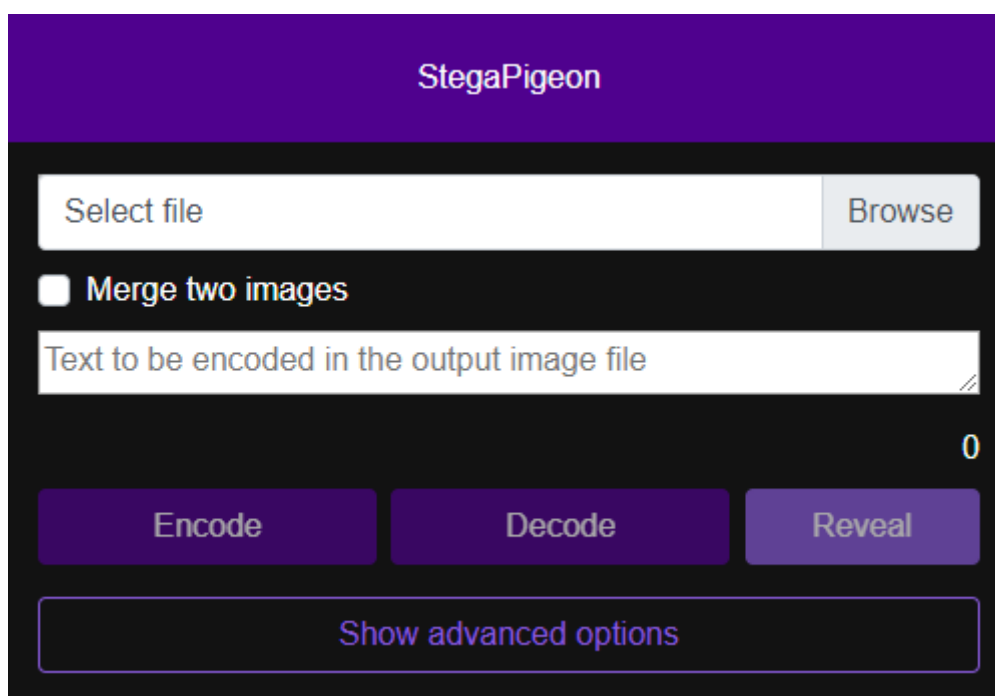 StegaPigeon
Select file Browse
Merge two images
Text to be encoded in the output image file
0
Encode Decode Reveal
Show advanced options